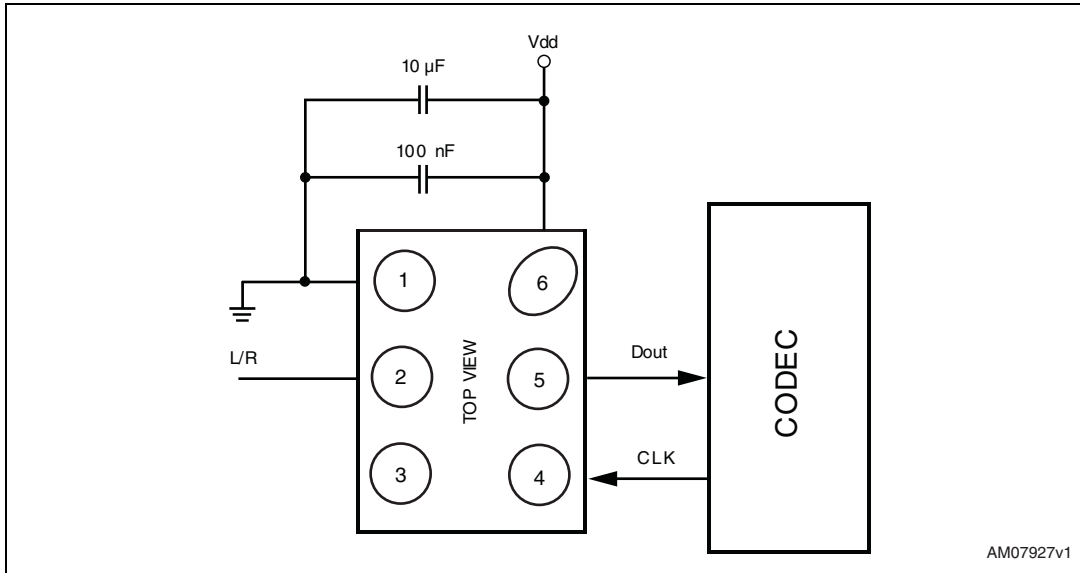 Vdd
10 µF
100 nF
1
6
L/R
2
TOP VIEW
5
Dout
CODEC
3
4
CLK
AM07927v1